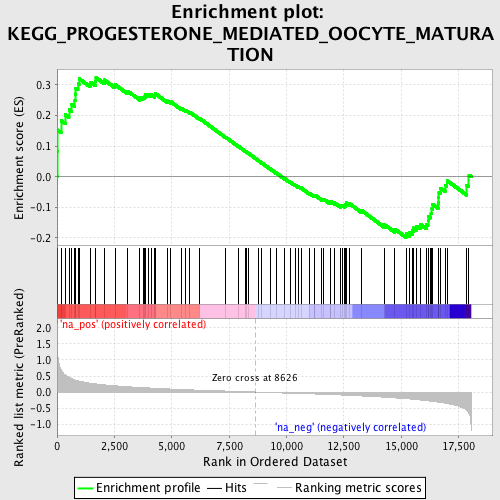 Enrichment plot:
KEGG_PROGESTERONE_MEDIATED_OOCYTE_MATURA
TION
Enrichment score (ES)
0.3
0.2
0.1
0.0
-0.1
-0.2
'na_pos' (positively correlated)
Ranked list metric (PreRanked)
2.0
1.5
1.0
0.5
0.0
-0.5
-1.0
Zero cross at 8626
'na_neg' (negatively correlated)
0
2,500
5,000
7,500
10,000
12,500
15,000
17,500
Rank in Ordered Dataset
Enrichment profile
Hits
Ranking metric scores